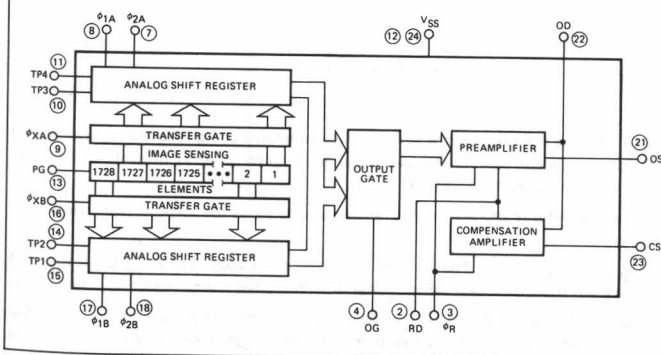 ϕ1A ϕ2A
⑧ ⑦
VSS
⑫ ㉔
OD
㉒
⑪
TP4
TP3
⑩
ANALOG SHIFT REGISTER
ϕXA
⑨
TRANSFER GATE
IMAGE SENSING
PG
⑬
1728 1727 1726 1725 ••• 2 1
ELEMENTS
ϕXB
⑯
TRANSFER GATE
⑭
TP2
TP1
⑮
ANALOG SHIFT REGISTER
⑰ ⑱
ϕ1B ϕ2B
OUTPUT
GATE
PREAMPLIFIER
㉑
OS
COMPENSATION
AMPLIFIER
CS
㉓
④ ② ③
OG RD ϕR